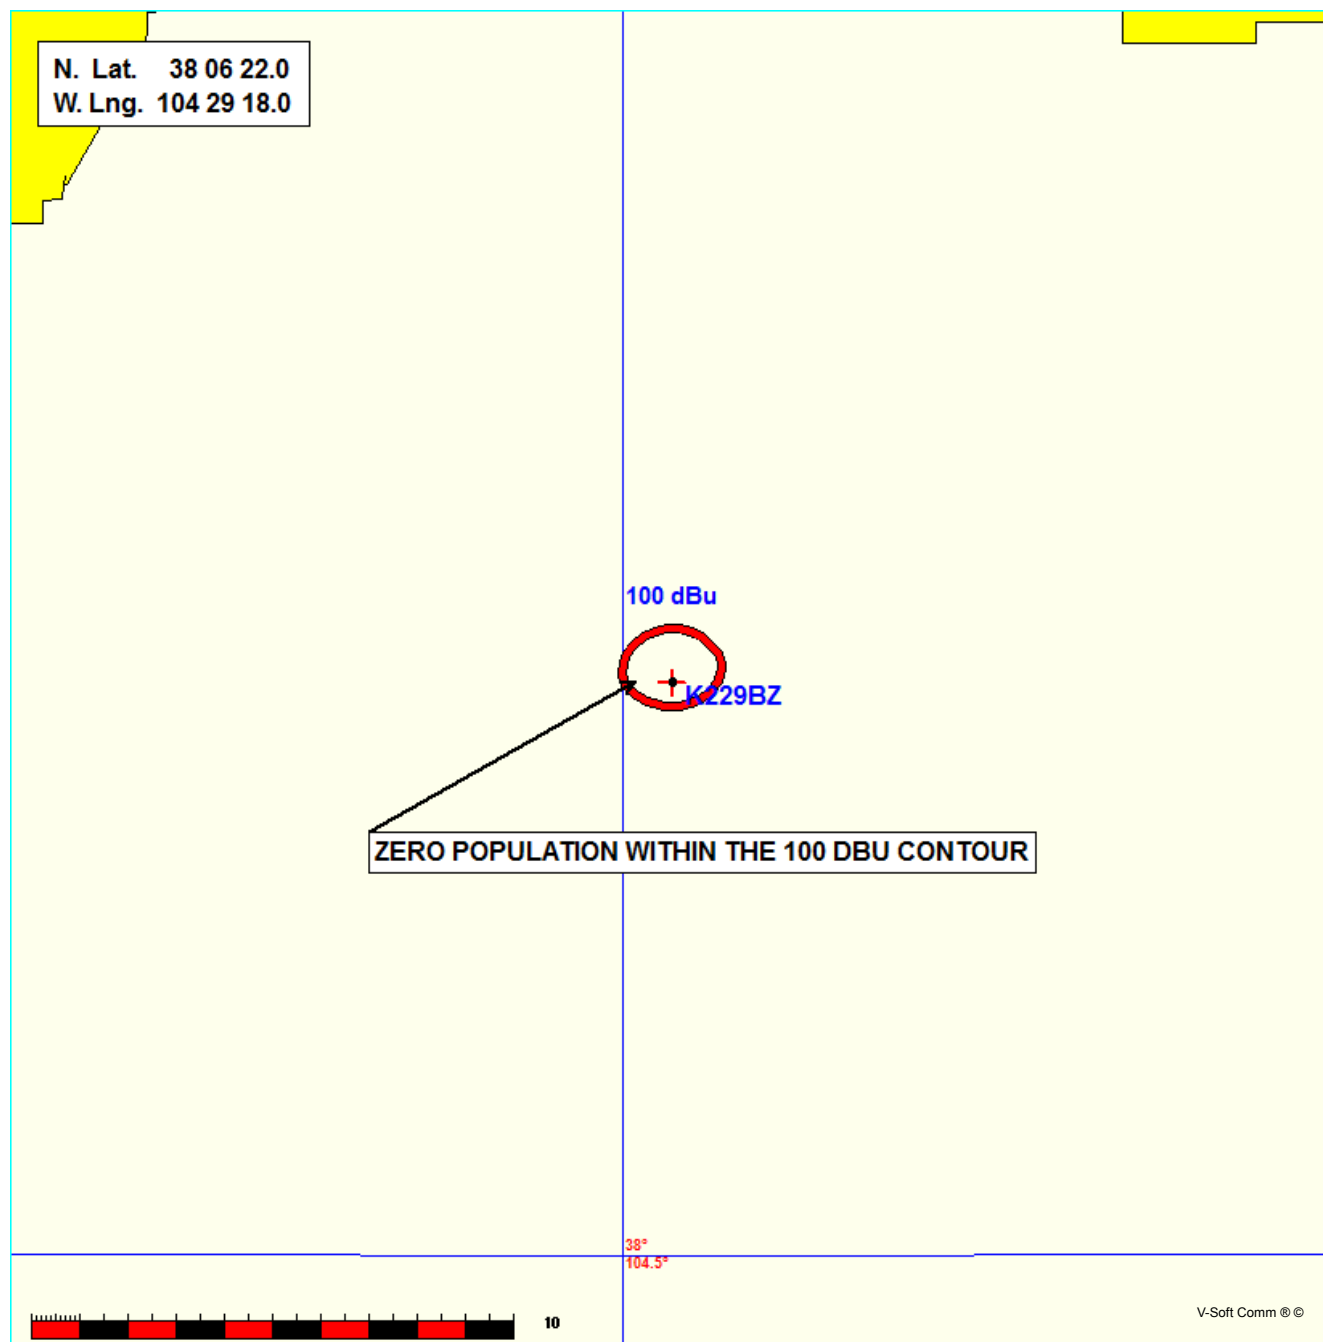 N. Lat. 38 06 22.0
W. Lng. 104 29 18.0
100 dBu
K229BZ
ZERO POPULATION WITHIN THE 100 DBU CONTOUR
38°
104.5°
10
V-Soft Comm ® ©